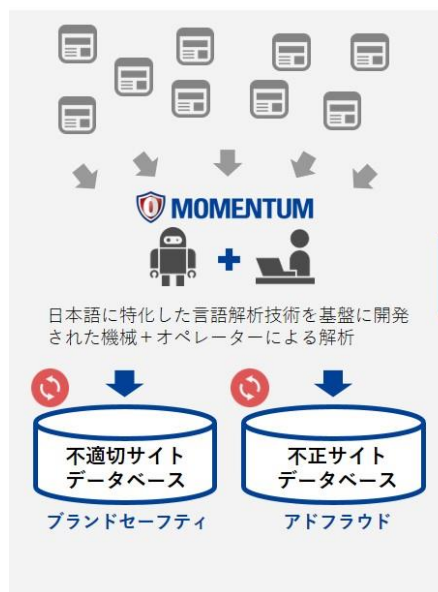 MOMENTUM
日本語に特化した言語解析技術を基盤に開発
された機械+オペレーターによる解析
不適切サイト
データベース
不正サイト
データベース
ブランドセーフティ
アドフラウド